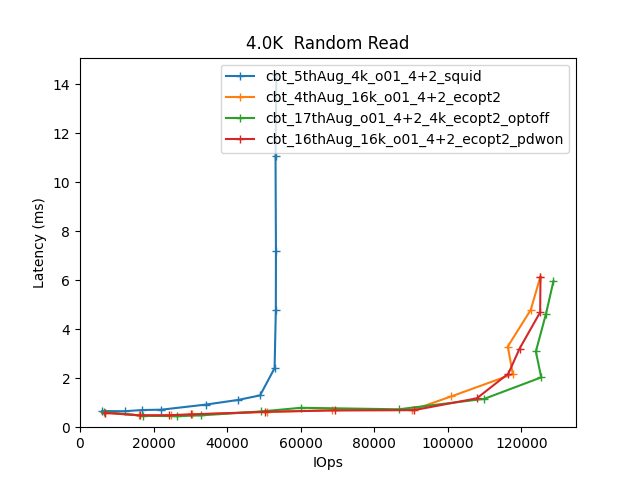 4.0K  Random Read
cbt_5thAug_4k_o01_4+2_squid
cbt_4thAug_16k_o01_4+2_ecopt2
cbt_17thAug_o01_4+2_4k_ecopt2_optoff
cbt_16thAug_16k_o01_4+2_ecopt2_pdwon
Latency (ms)
14
12
10
8
6
4
2
0
0 20000 40000 60000 80000 100000 120000
IOps